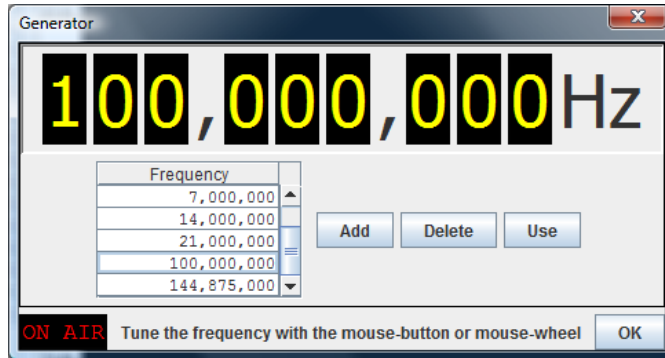 Generator
100,000,000Hz
Frequency
7,000,000
14,000,000
21,000,000
100,000,000
144,875,000
Add Delete Use
ON AIR Tune the frequency with the mouse-button or mouse-wheel OK